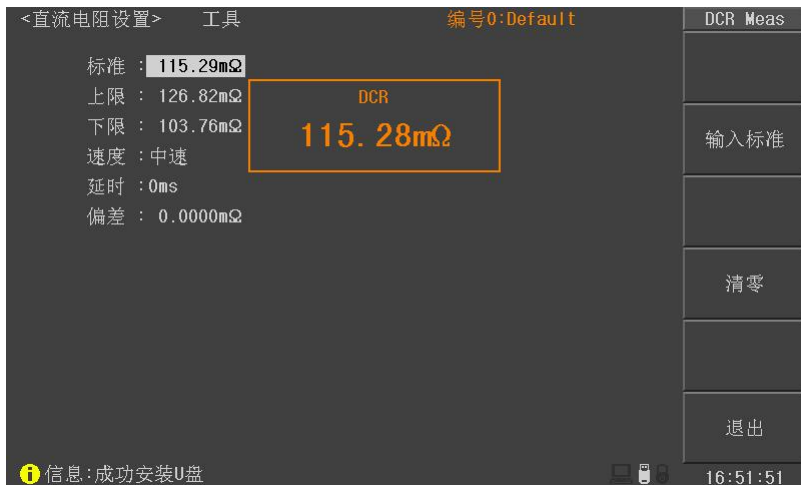 <直流电阻设置> 工具 编号0:Default DCR Meas
标准 : 115.29mΩ
上限 : 126.82mΩ
DCR
下限 : 103.76mΩ
115.28mΩ
输入标准
速度 :中速
延时 :0ms
偏差 : 0.0000mΩ
清零
退出
信息:成功安装U盘 16:51:51